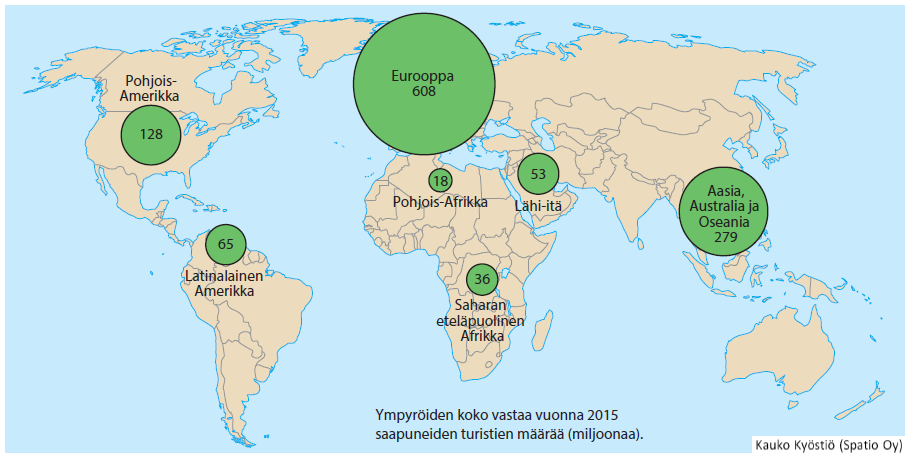 Pohjois-
Amerikka
128
Eurooppa
608
18
Pohjois-Afrikka
53
Lähi-itä
Aasia,
Australia ja
Oseania
279
65
Latinalainen
Amerikka
36
Saharan
eteläpuolinen
Afrikka
Ympyröiden koko vastaa vuonna 2015
saapuneiden turistien määrää (miljoonaa).
Kauko Kyöstiö (Spatio Oy)